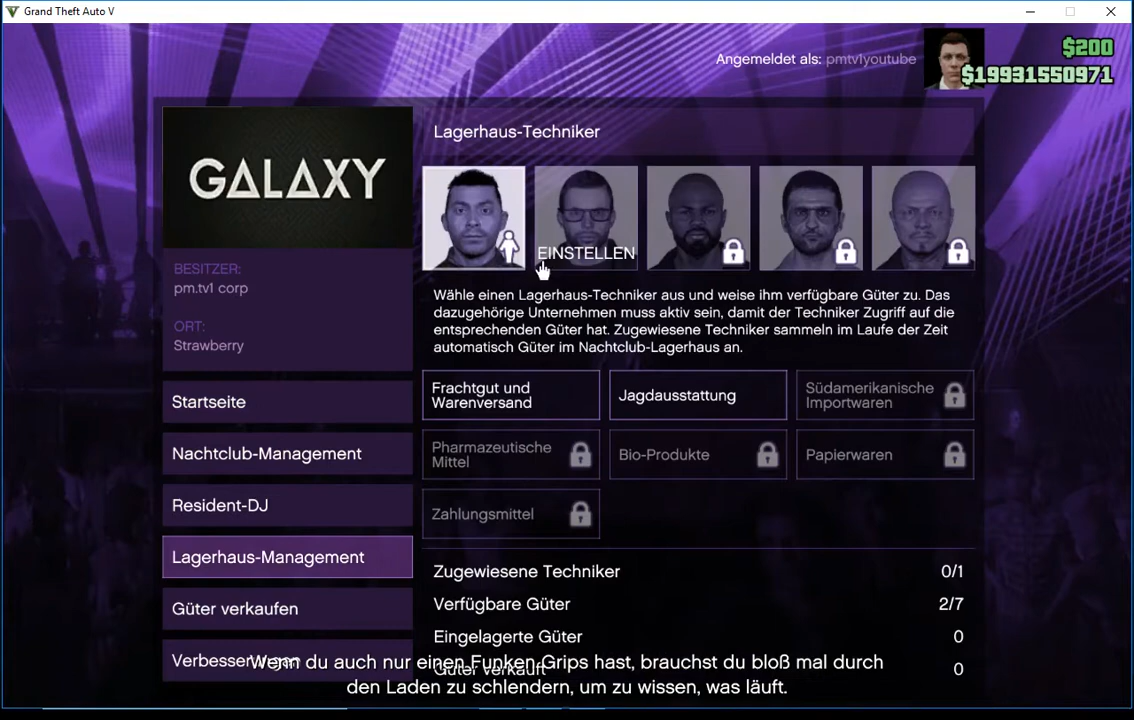 Grand Theft Auto V
Angemeldet als: pmtv1youtube
$200
$19931550971
GALAXY
BESITZER:
pm.tv1 corp
ORT:
Strawberry
Startseite
Nachtclub-Management
Resident-DJ
Lagerhaus-Management
Güter verkaufen
Verbesserungen
Lagerhaus-Techniker
EINSTELLEN
Wähle einen Lagerhaus-Techniker aus und weise ihm verfügbare Güter zu. Das
dazugehörige Unternehmen muss aktiv sein, damit der Techniker Zugriff auf die
entsprechenden Güter hat. Zugewiesene Techniker sammeln im Laufe der Zeit
automatisch Güter im Nachtclub-Lagerhaus an.
Frachtgut und
Warenversand
Jagdausstattung
Südamerikanische
Importwaren
Pharmazeutische
Mittel
Bio-Produkte
Papierwaren
Zahlungsmittel
Zugewiesene Techniker 0/1
Verfügbare Güter 2/7
Eingelagerte Güter 0
Güter verkauft 0
Wenn du auch nur einen Funken Grips hast, brauchst du bloß mal durch
den Laden zu schlendern, um zu wissen, was läuft.